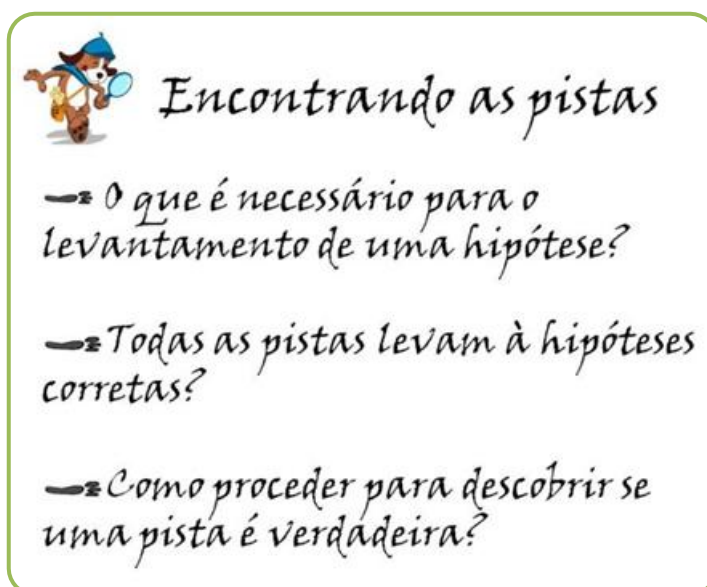 Encontrando as pistas
O que é necessário para o
levantamento de uma hipótese?
Todas as pistas levam à hipóteses
corretas?
Como proceder para descobrir se
uma pista é verdadeira?